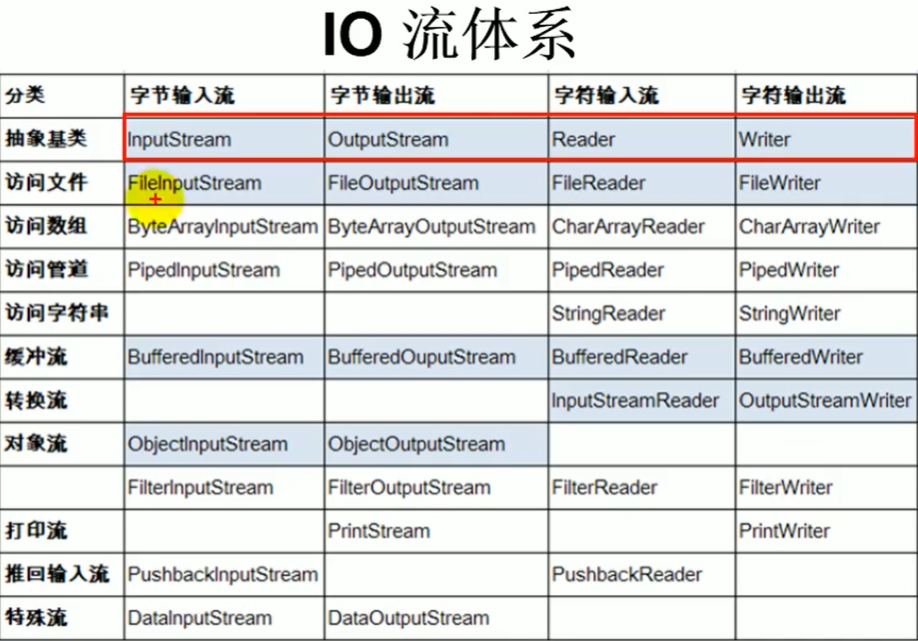 IO 流体系
分类 字节输入流 字节输出流 字符输入流 字符输出流
抽象基类 InputStream OutputStream Reader Writer
访问文件 FileInputStream FileOutputStream FileReader FileWriter
访问数组 ByteArrayInputStream ByteArrayOutputStream CharArrayReader CharArrayWriter
访问管道 PipedInputStream PipedOutputStream PipedReader PipedWriter
访问字符串 StringReader StringWriter
缓冲流 BufferedInputStream BufferedOuputStream BufferedReader BufferedWriter
转换流 InputStreamReader OutputStreamWriter
对象流 ObjectInputStream ObjectOutputStream
FilterInputStream FilterOutputStream FilterReader FilterWriter
打印流 PrintStream PrintWriter
推回输入流 PushbackInputStream PushbackReader
特殊流 DataInputStream DataOutputStream